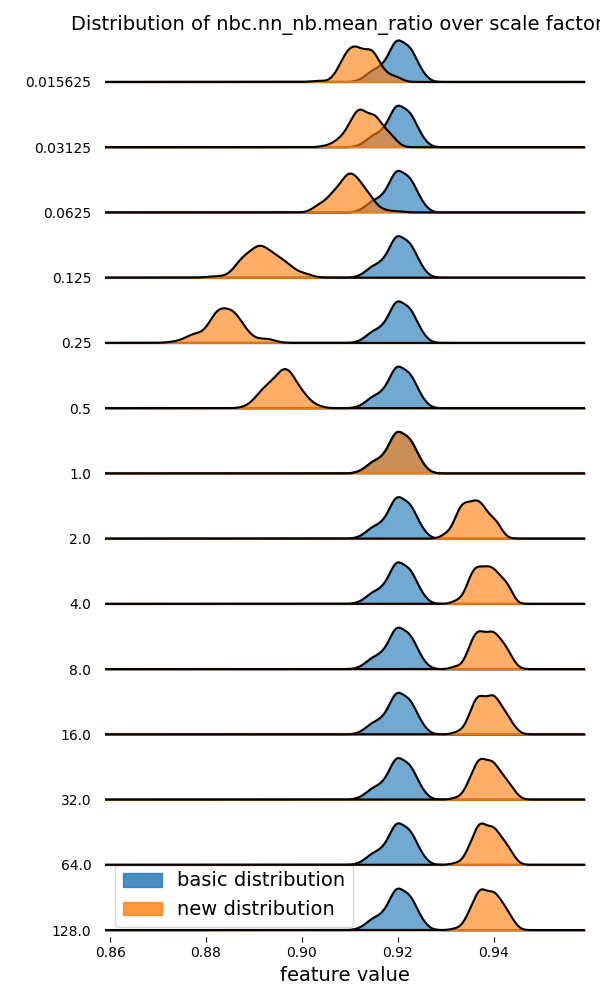 Distribution of nbc.nn_nb.mean_ratio over scale factor
0.015625
0.03125
0.0625
0.125
0.25
0.5
1.0
2.0
4.0
8.0
16.0
32.0
64.0
basic distribution
new distribution
128.0
0.86 0.88 0.90 0.92 0.94
feature value